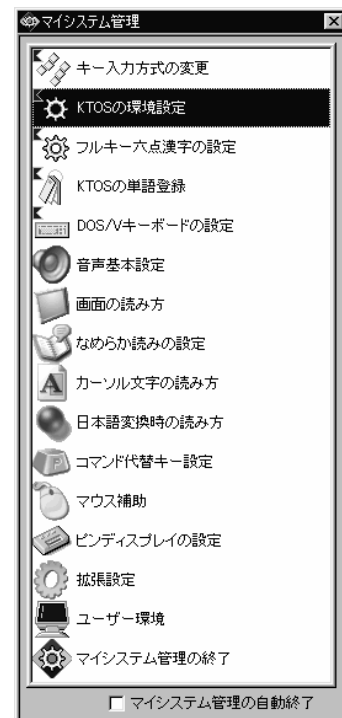 マイシステム管理
キー入力方式の変更
KTOSの環境設定
フルキー六点漢字の設定
KTOSの単語登録
DOS/Vキーボードの設定
音声基本設定
画面の読み方
なめらか読みの設定
カーソル文字の読み方
日本語変換時の読み方
コマンド代替キー設定
マウス補助
ピンディスプレイの設定
拡張設定
ユーザー環境
マイシステム管理の終了
マイシステム管理の自動終了